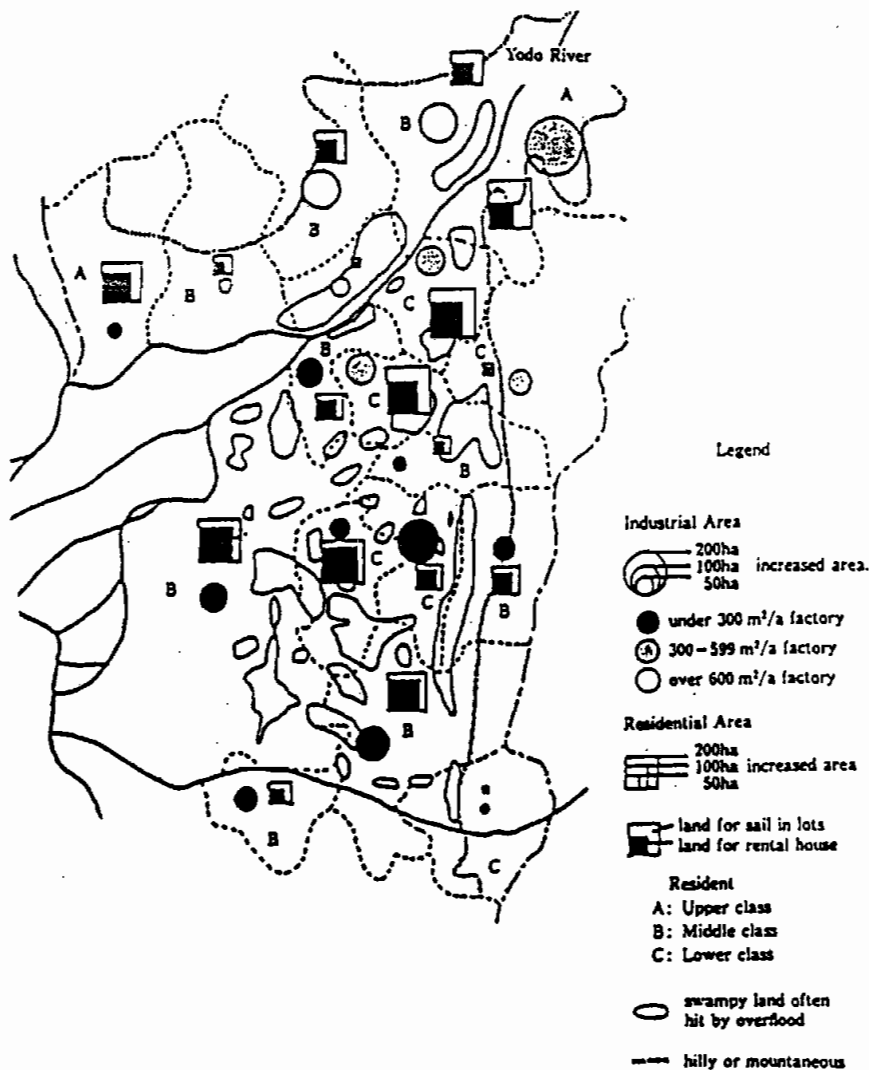 Yodo River
A
B
B
A
B
C
B
C
C
B
B
C
C
B
B
B
C
Legend
Industrial Area
200ha
100ha increased area.
50ha
under 300 m²/a factory
300-599 m²/a factory
over 600 m²/a factory
Residential Area
200ha
100ha increased area
50ha
land for sail in lots
land for rental house
Resident
A: Upper class
B: Middle class
C: Lower class
swampy land often
hit by overflood
hilly or mountaneous